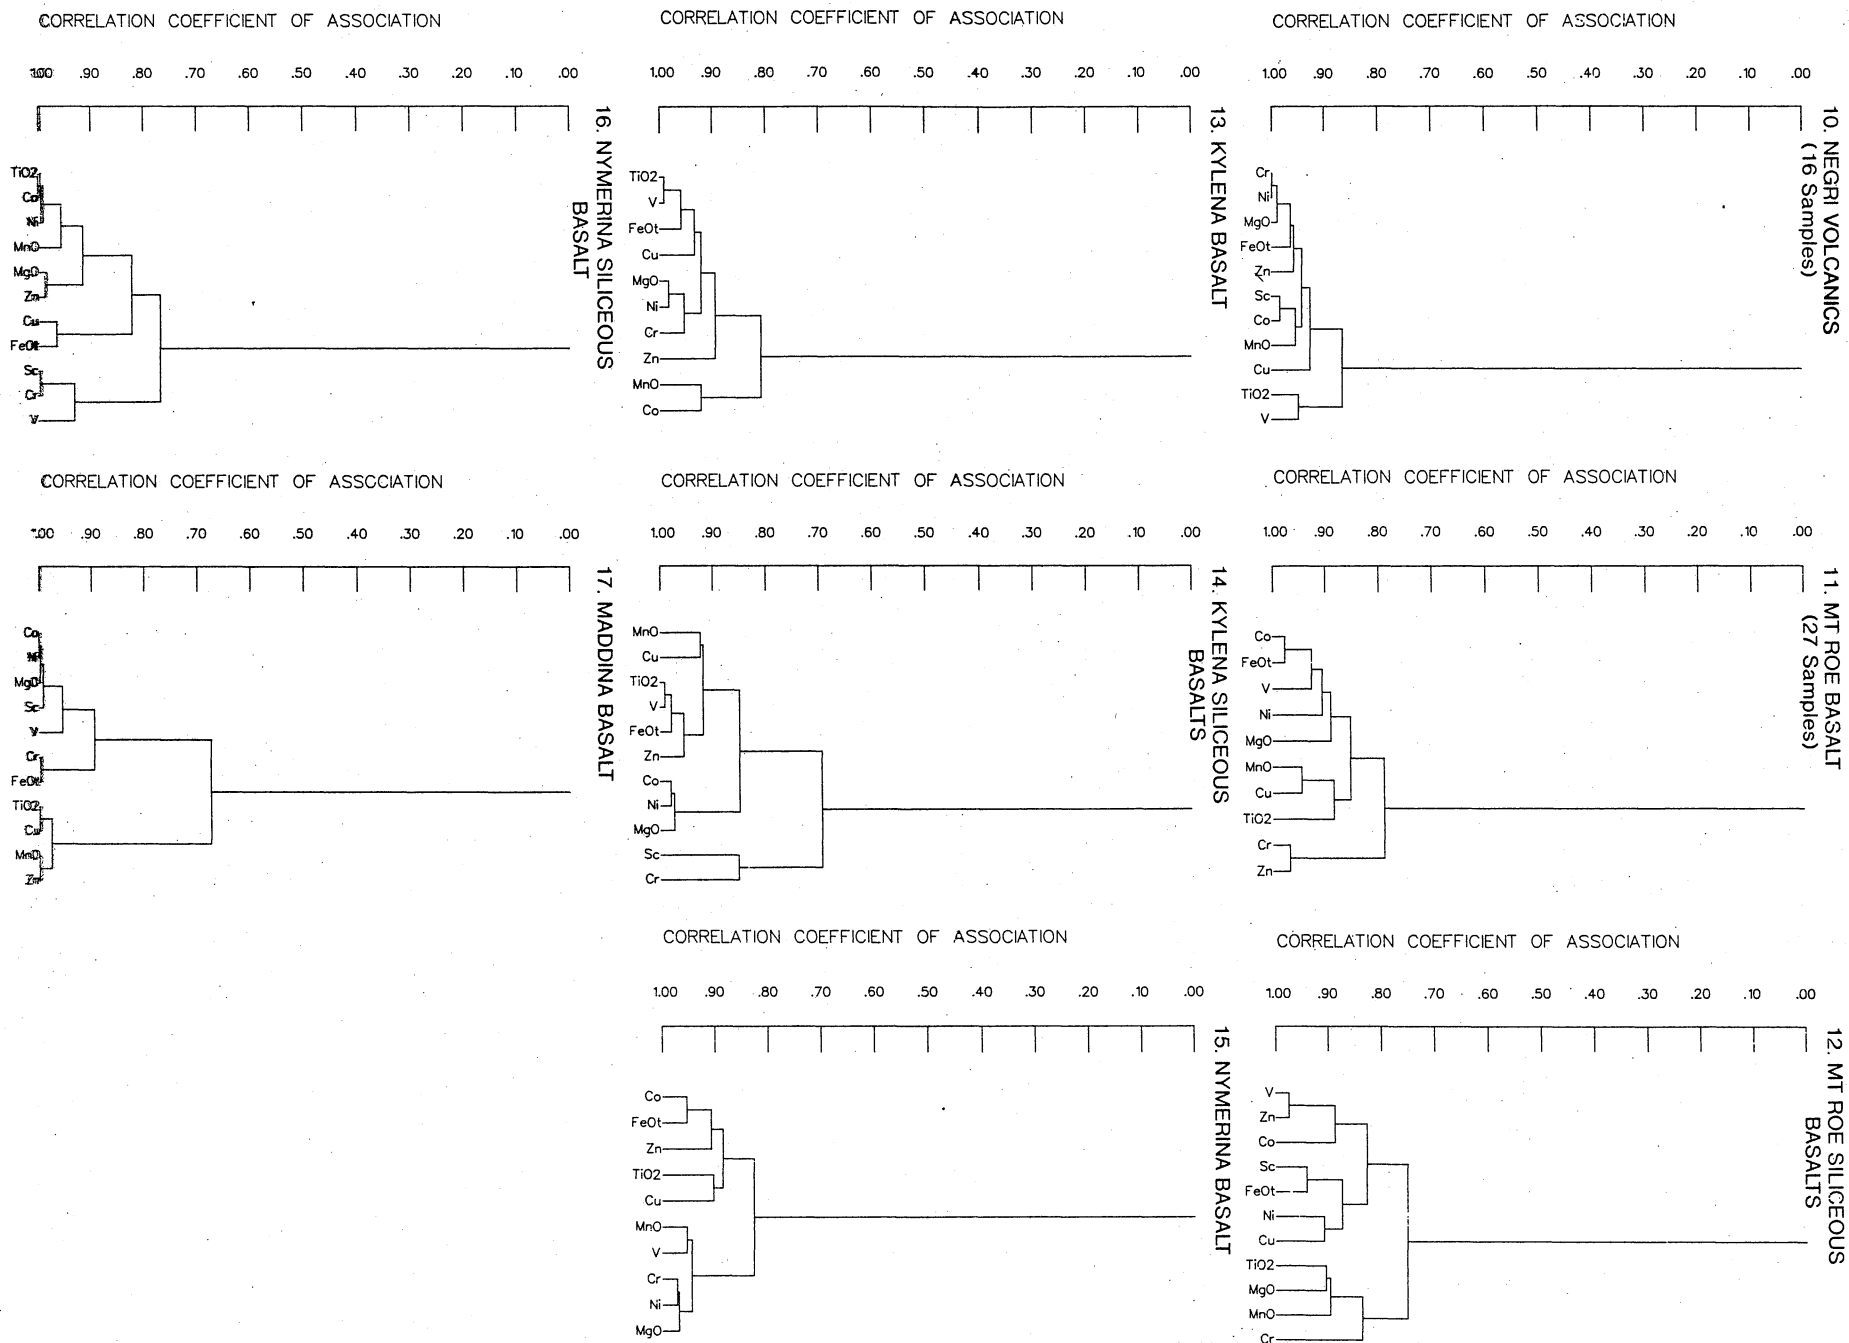 CORRELATION COEFFICIENT OF ASSOCIATION
1.00 .90 .80 .70 .60 .50 .40 .30 .20 .10 .00
16. NYMERINA SILICEOUS
BASALT
TiO2
Co
Ni
MnO
MgO
Zn
Cu
FeOt
Sc
Cr
V
CORRELATION COEFFICIENT OF ASSOCIATION
1.00 .90 .80 .70 .60 .50 .40 .30 .20 .10 .00
17. MADDINA BASALT
Co
Ni
MgO
Sc
V
Cr
FeOt
TiO2
Cu
MnO
Zn
CORRELATION COEFFICIENT OF ASSOCIATION
1.00 .90 .80 .70 .60 .50 .40 .30 .20 .10 .00
13. KYLENA BASALT
TiO2
V
FeOt
Cu
MgO
Ni
Cr
Zn
MnO
Co
CORRELATION COEFFICIENT OF ASSOCIATION
1.00 .90 .80 .70 .60 .50 .40 .30 .20 .10 .00
14. KYLENA SILICEOUS
BASALTS
MnO
Cu
TiO2
V
FeOt
Zn
Co
Ni
MgO
Sc
Cr
CORRELATION COEFFICIENT OF ASSOCIATION
1.00 .90 .80 .70 .60 .50 .40 .30 .20 .10 .00
15. NYMERINA BASALT
Co
FeOt
Zn
TiO2
Cu
MnO
V
Cr
Ni
MgO
CORRELATION COEFFICIENT OF ASSOCIATION
1.00 .90 .80 .70 .60 .50 .40 .30 .20 .10 .00
10. NEGRI VOLCANICS
(16 Samples)
Cr
Ni
MgO
FeOt
Zn
Sc
Co
MnO
Cu
TiO2
V
CORRELATION COEFFICIENT OF ASSOCIATION
1.00 .90 .80 .70 .60 .50 .40 .30 .20 .10 .00
11. MT ROE BASALT
(27 Samples)
Co
FeOt
V
Ni
MgO
MnO
Cu
TiO2
Cr
Zn
CORRELATION COEFFICIENT OF ASSOCIATION
1.00 .90 .80 .70 .60 .50 .40 .30 .20 .10 .00
12. MT ROE SILICEOUS
BASALTS
V
Zn
Co
Sc
FeOt
Ni
Cu
TiO2
MgO
MnO
Cr